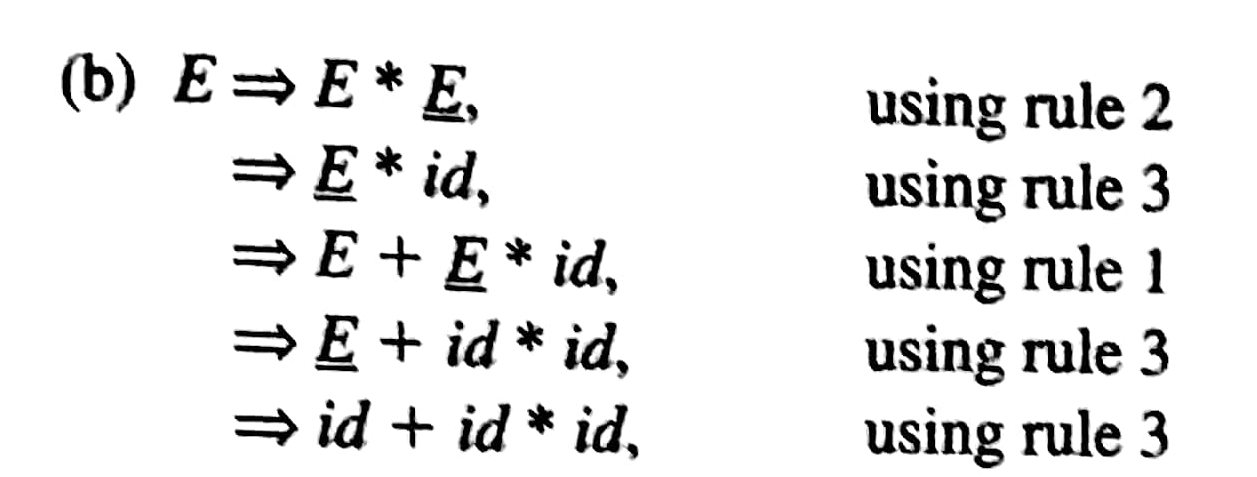 (b) E ⇒ E * E, using rule 2
⇒ E * id, using rule 3
⇒ E + E * id, using rule 1
⇒ E + id * id, using rule 3
⇒ id + id * id, using rule 3